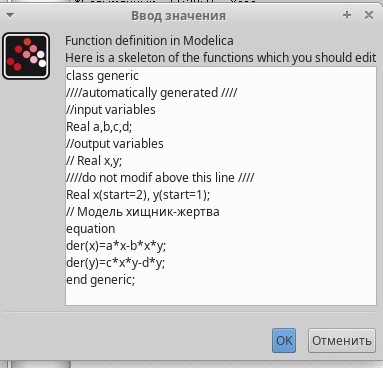 Ввод значения
Function definition in Modelica
Here is a skeleton of the functions which you should edit
class generic
////automatically generated ////
//input variables
Real a,b,c,d;
//output variables
// Real x,y;
////do not modif above this line ////
Real x(start=2), y(start=1);
// Модель хищник-жертва
equation
der(x)=a*x-b*x*y;
der(y)=c*x*y-d*y;
end generic;
OK
Отменить